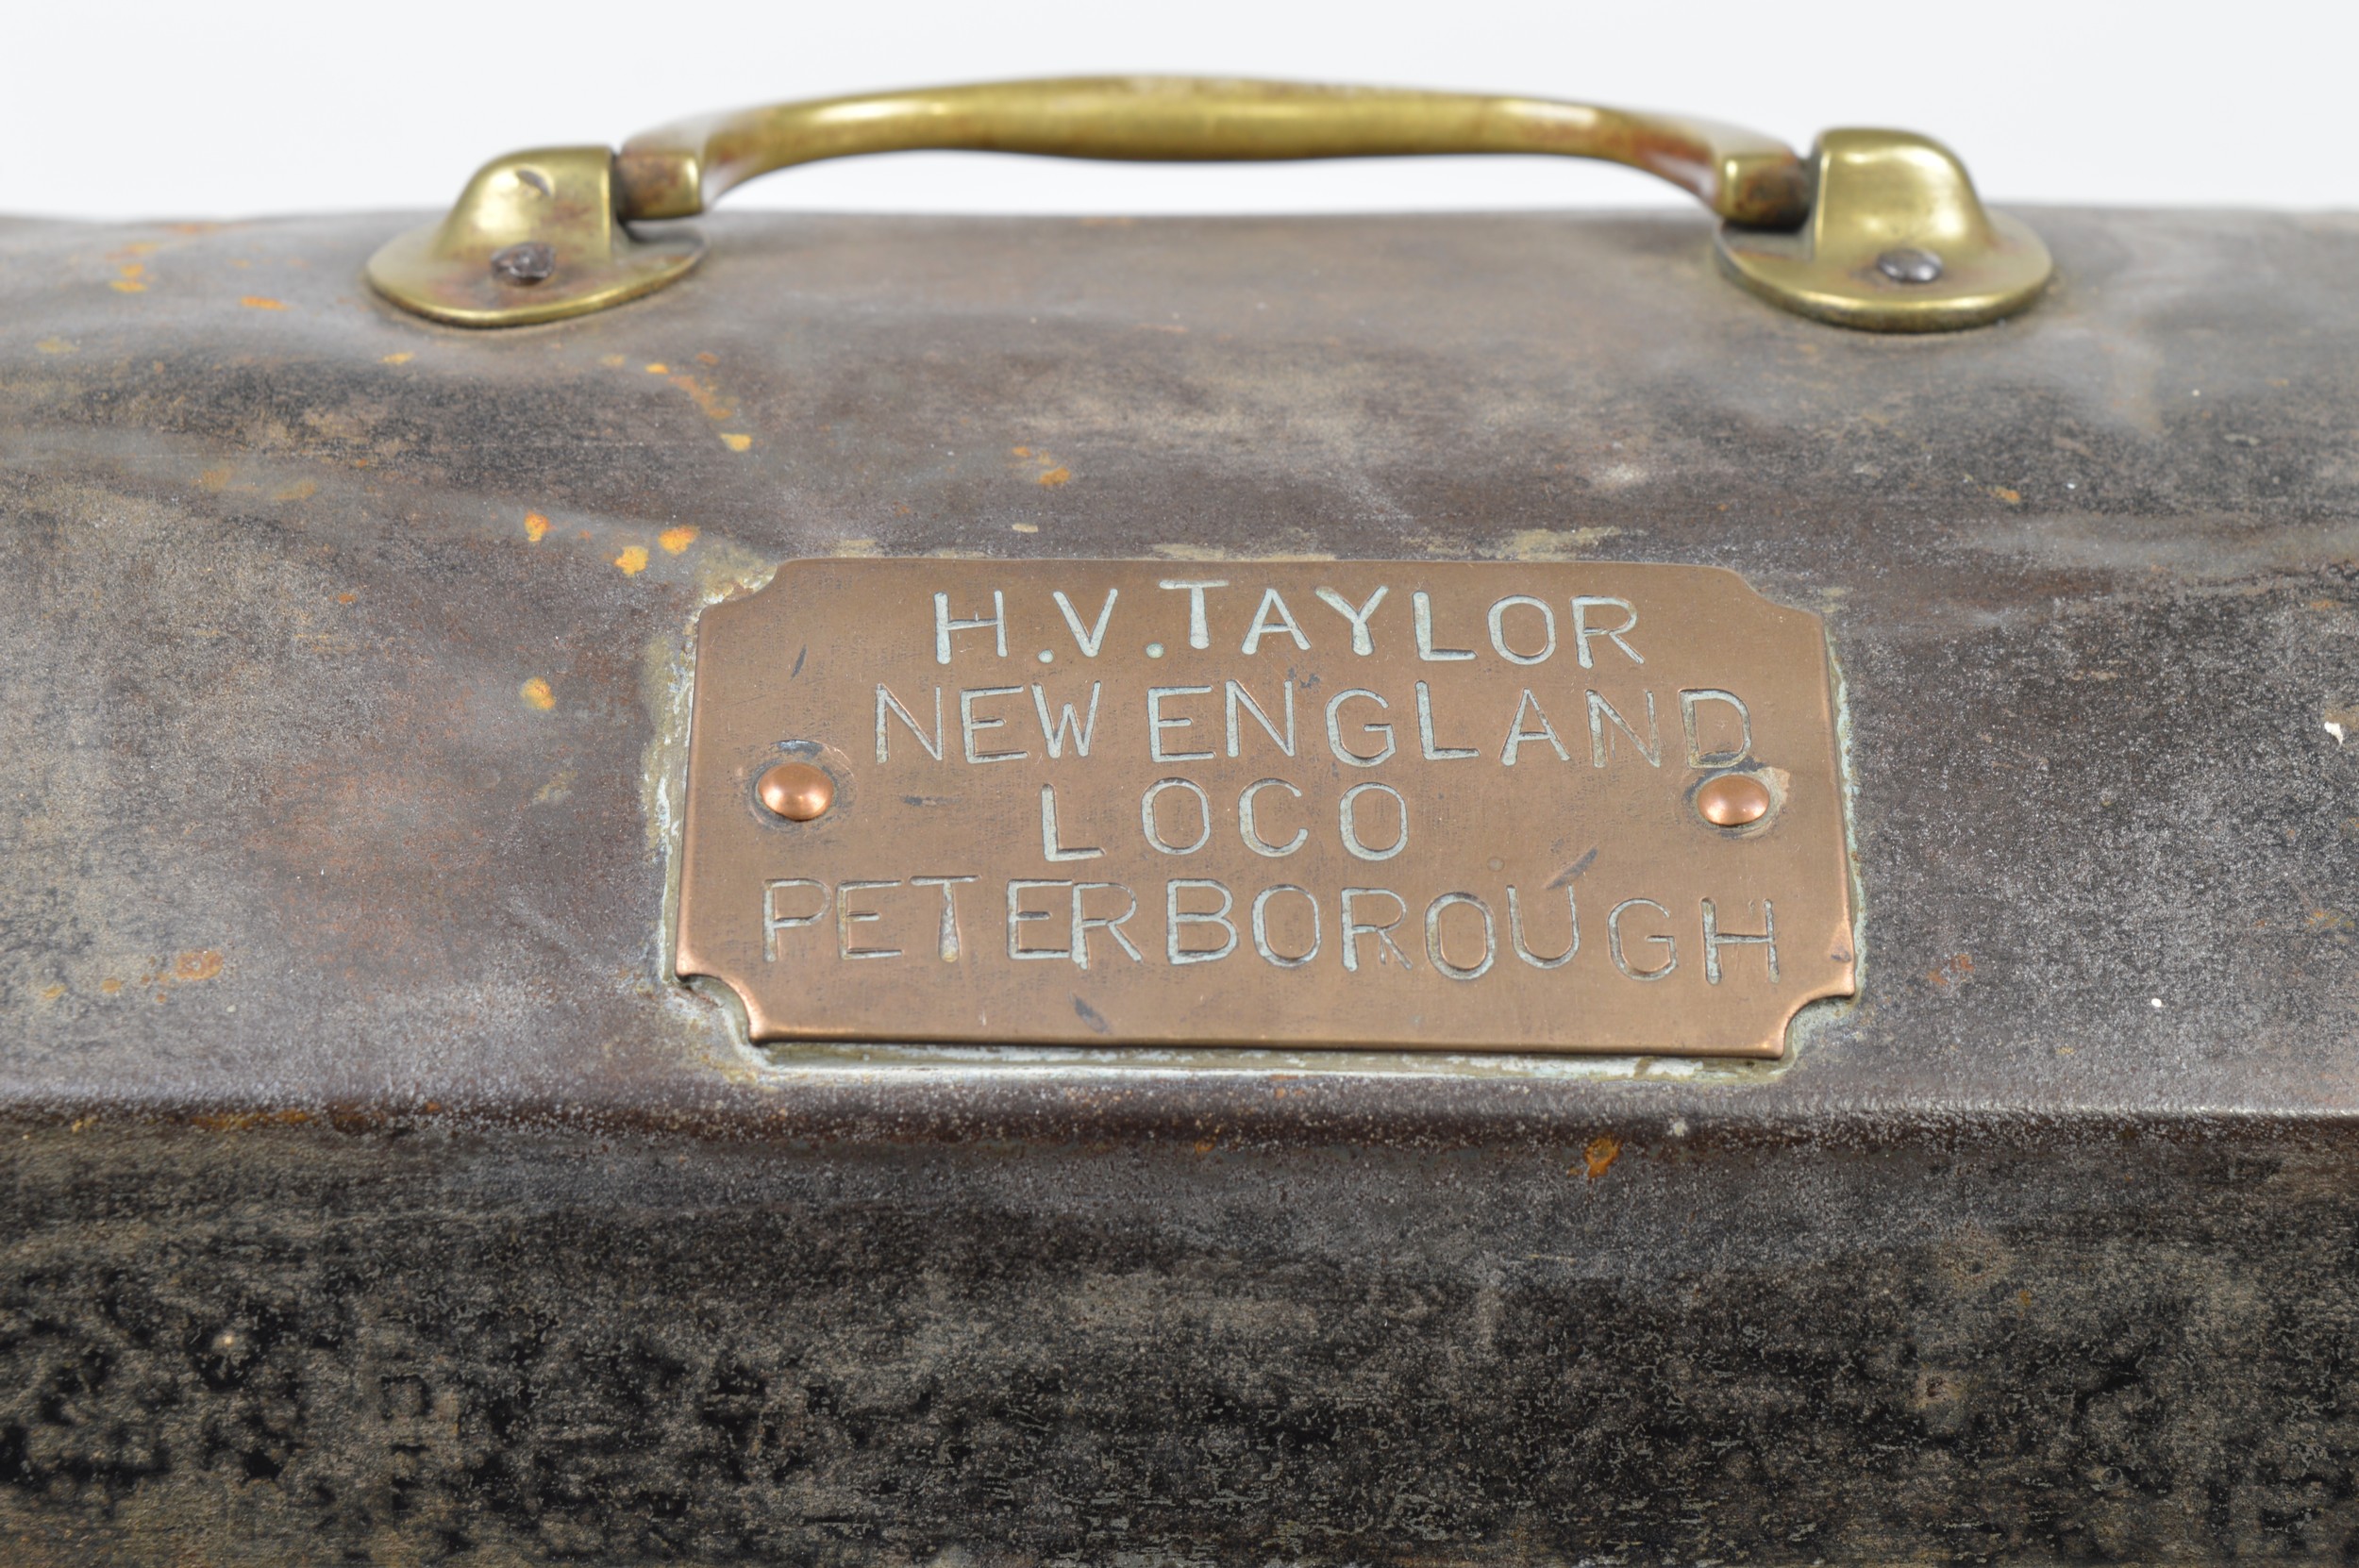 H.V.TAYLOR
NEW ENGLAND
LOCO
PETERBOROUGH